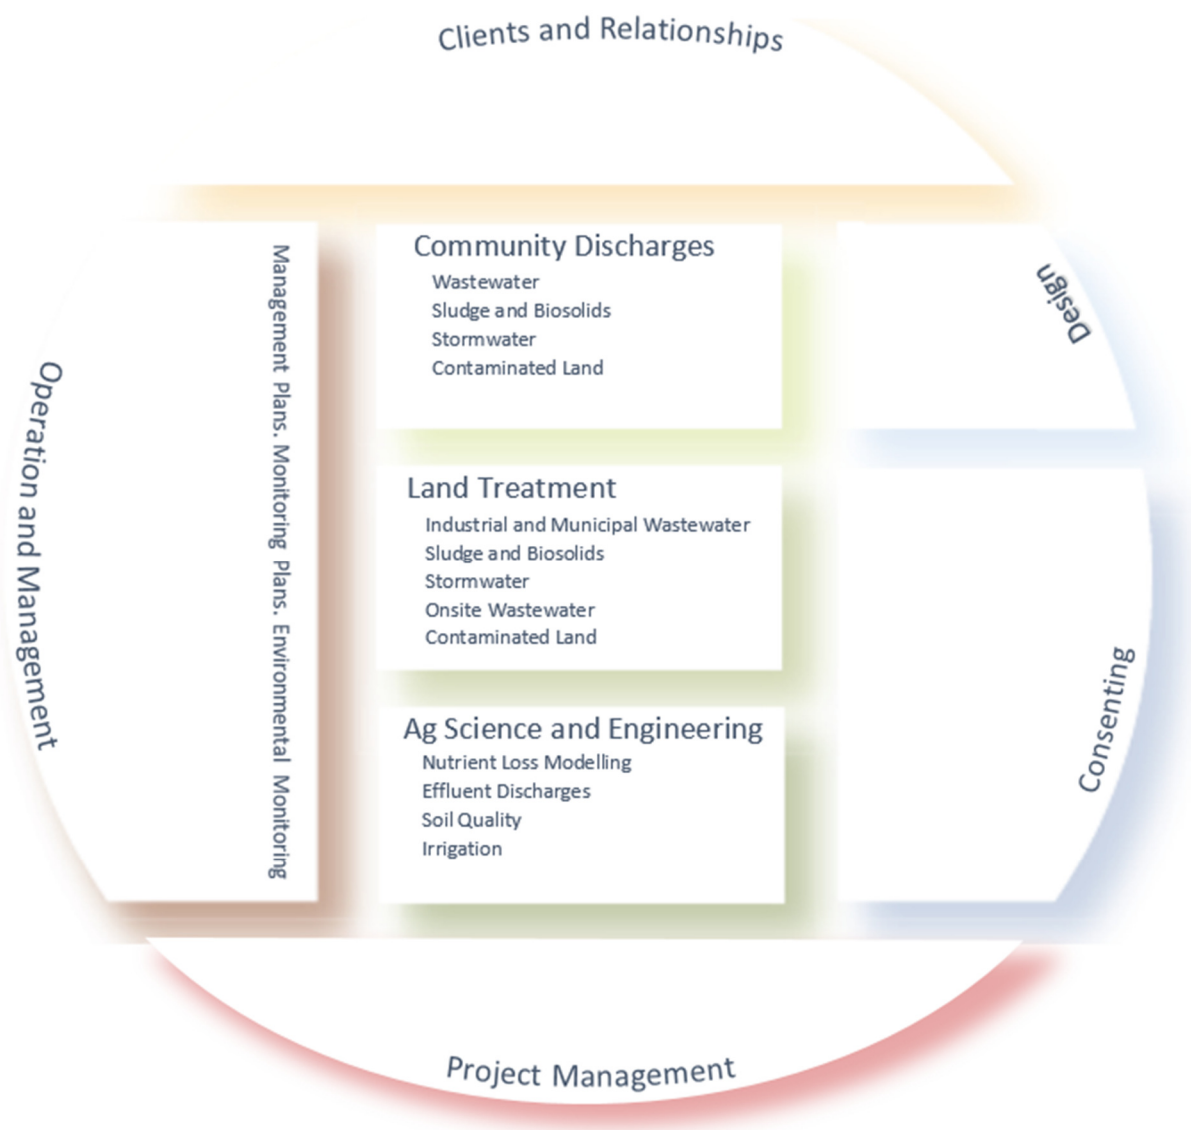 Clients and Relationships
Operation and Management
Management Plans. Monitoring Plans. Environmental Monitoring
Community Discharges
Wastewater
Sludge and Biosolids
Stormwater
Contaminated Land
Land Treatment
Industrial and Municipal Wastewater
Sludge and Biosolids
Stormwater
Onsite Wastewater
Contaminated Land
Ag Science and Engineering
Nutrient Loss Modelling
Effluent Discharges
Soil Quality
Irrigation
Design
Consenting
Project Management